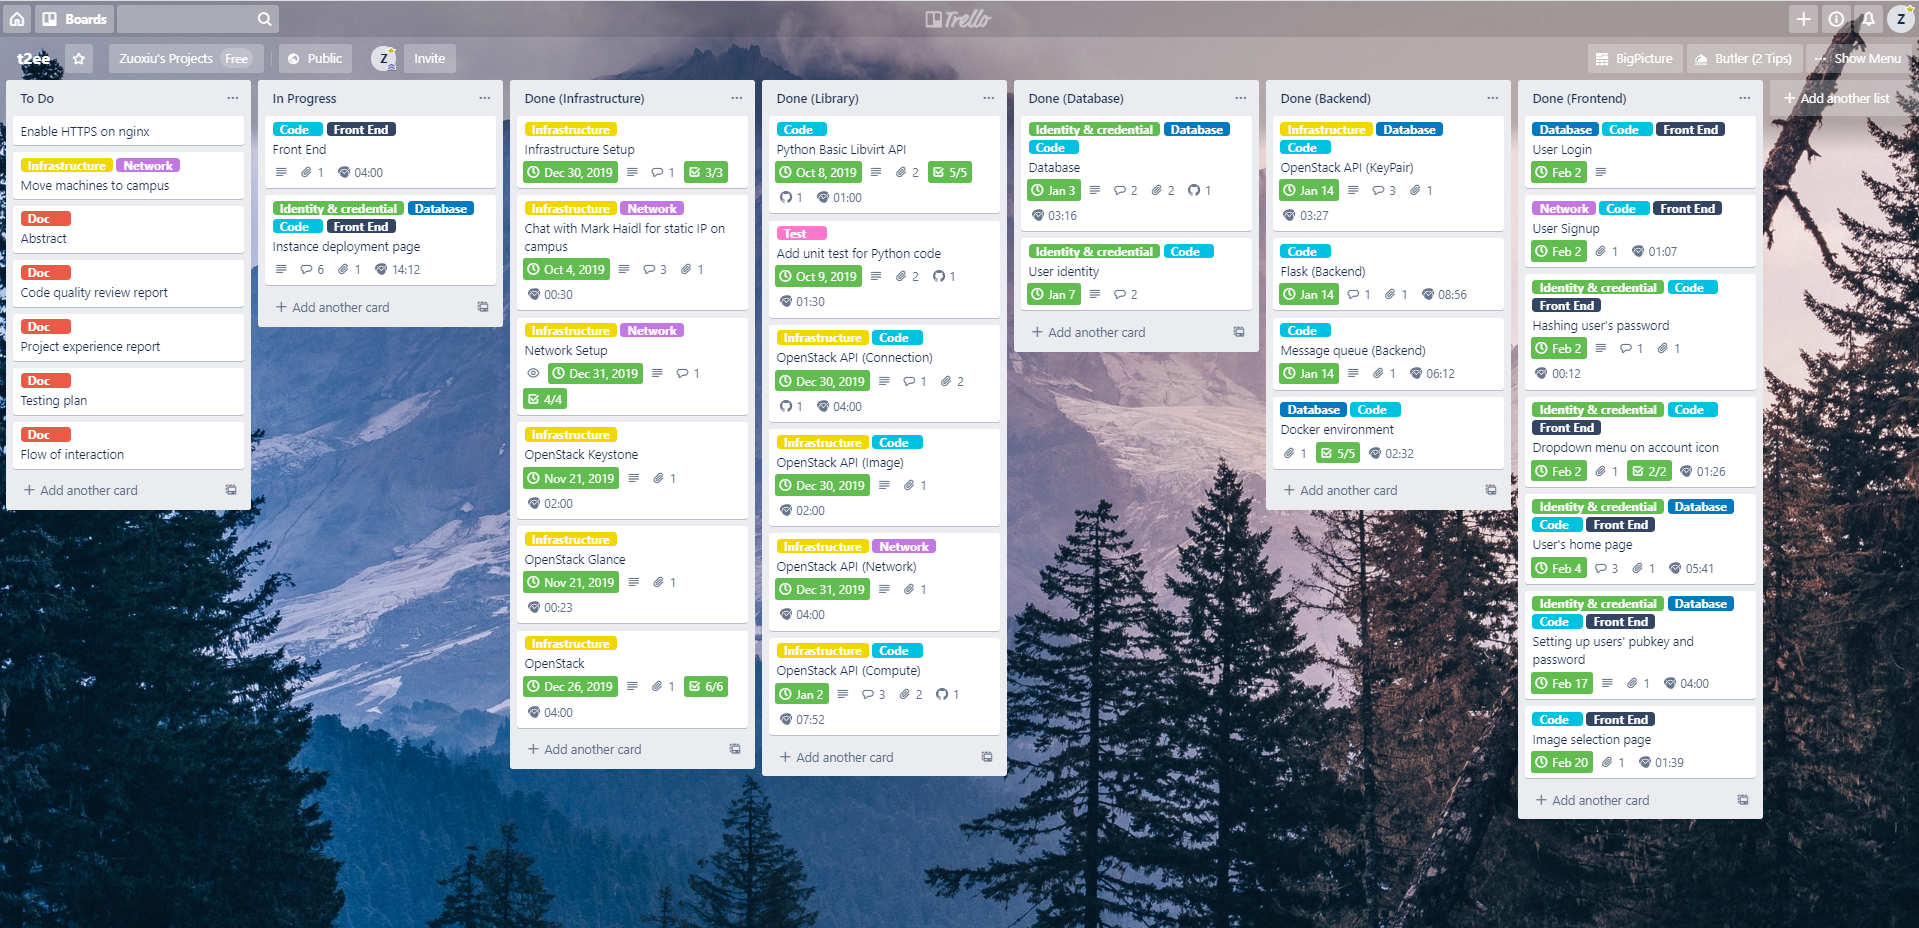 Boards
Trello
Z
t2ee
Zuoxiu's Projects Free
Public
Z
Invite
BigPicture
Butler (2 Tips)
... Show Menu
To Do
Enable HTTPS on nginx
Infrastructure Network
Move machines to campus
Doc
Abstract
Doc
Code quality review report
Doc
Project experience report
Doc
Testing plan
Doc
Flow of interaction
+ Add another card
In Progress
Code Front End
Front End
1 04:00
Identity & credential Database
Code Front End
Instance deployment page
6 1 14:12
+ Add another card
Done (Infrastructure)
Infrastructure
Infrastructure Setup
Dec 30, 2019 1 3/3
Infrastructure Network
Chat with Mark Haidl for static IP on
campus
Oct 4, 2019 3 1
00:30
Infrastructure Network
Network Setup
Dec 31, 2019 1
4/4
Infrastructure
OpenStack Keystone
Nov 21, 2019 1
02:00
Infrastructure
OpenStack Glance
Nov 21, 2019 1
00:23
Infrastructure
OpenStack
Dec 26, 2019 1 6/6
04:00
+ Add another card
Done (Library)
Code
Python Basic Libvirt API
Oct 8, 2019 2 5/5
1 01:00
Test
Add unit test for Python code
Oct 9, 2019 2 1
01:30
Infrastructure Code
OpenStack API (Connection)
Dec 30, 2019 1 2
1 04:00
Infrastructure Code
OpenStack API (Image)
Dec 30, 2019 1
02:00
Infrastructure Network
OpenStack API (Network)
Dec 31, 2019 1
04:00
Infrastructure Code
OpenStack API (Compute)
Jan 2 3 2 1
07:52
+ Add another card
Done (Database)
Identity & credential Database
Code
Database
Jan 3 2 2 1
03:16
Identity & credential Code
User identity
Jan 7 2
+ Add another card
Done (Backend)
Infrastructure Database
Code
OpenStack API (KeyPair)
Jan 14 3 1
03:27
Code
Flask (Backend)
Jan 14 1 1 08:56
Code
Message queue (Backend)
Jan 14 1 06:12
Database Code
Docker environment
1 5/5 02:32
+ Add another card
Done (Frontend)
Database Code Front End
User Login
Feb 2
Network Code Front End
User Signup
Feb 2 1 01:07
Identity & credential Code
Front End
Hashing user's password
Feb 2 1 1
00:12
Identity & credential Code
Front End
Dropdown menu on account icon
Feb 2 1 2/2 01:26
Identity & credential Database
Code Front End
User's home page
Feb 4 3 1 05:41
Identity & credential Database
Code Front End
Setting up users' pubkey and
password
Feb 17 1 04:00
Code Front End
Image selection page
Feb 20 1 01:39
+ Add another card
+ Add another list